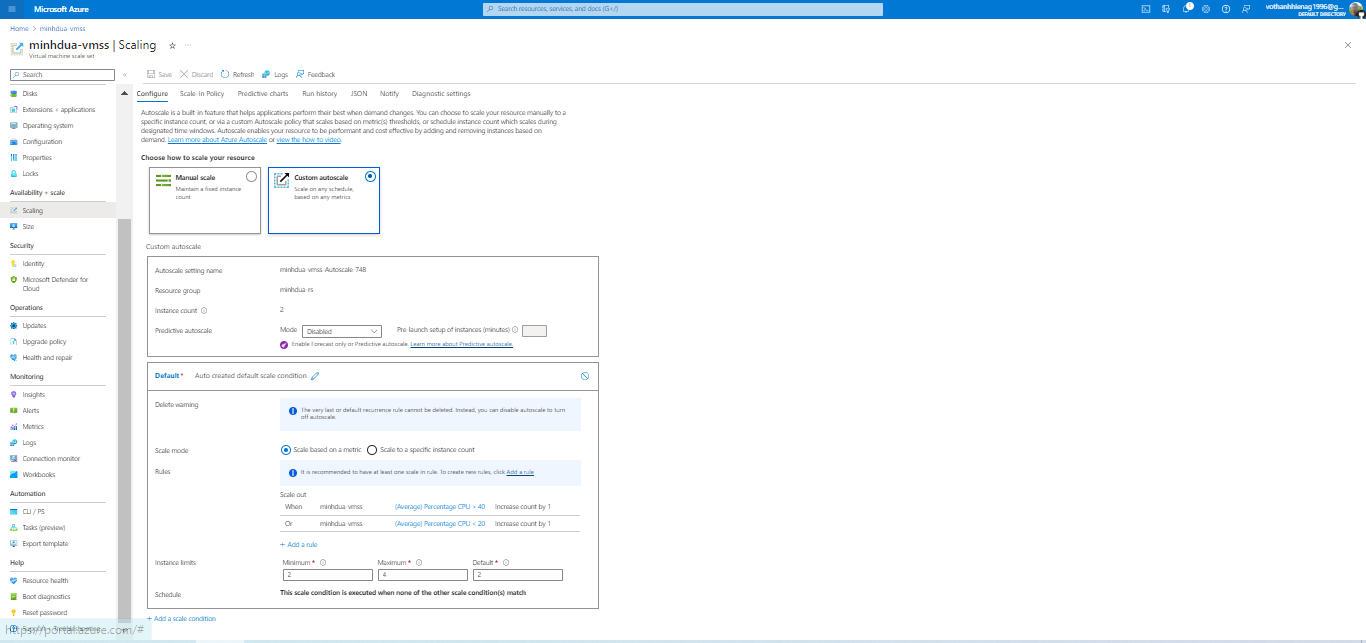 Microsoft Azure
Search resources, services, and docs (G+/)
vothanhhienag1996@g...
DEFAULT DIRECTORY
Home > minhdua-vmss
minhdua-vmss | Scaling
Virtual machine scale set
Search
Save Discard Refresh Logs Feedback
Disks
Extensions + applications
Operating system
Configuration
Properties
Locks
Availability + scale
Scaling
Size
Security
Identity
Microsoft Defender for
Cloud
Operations
Updates
Upgrade policy
Health and repair
Monitoring
Insights
Alerts
Metrics
Logs
Connection monitor
Workbooks
Automation
CLI / PS
Tasks (preview)
Export template
Help
Resource health
Boot diagnostics
Reset password
https://portal.azure.com/#
Configure Scale-In Policy Predictive charts Run history JSON Notify Diagnostic settings
Autoscale is a built-in feature that helps applications perform their best when demand changes. You can choose to scale your resource manually to a
specific instance count, or via a custom Autoscale policy that scales based on metric(s) thresholds, or schedule instance count which scales during
designated time windows. Autoscale enables your resource to be performant and cost effective by adding and removing instances based on
demand. Learn more about Azure Autoscale or view the how-to video.
Choose how to scale your resource
Manual scale
Maintain a fixed instance
count
Custom autoscale
Scale on any schedule,
based on any metrics
Custom autoscale
Autoscale setting name minhdua-vmss-Autoscale-748
Resource group minhdua-rs
Instance count 2
Predictive autoscale Mode Disabled Pre-launch setup of instances (minutes)
Enable Forecast only or Predictive autoscale. Learn more about Predictive autoscale.
Default* Auto created default scale condition
Delete warning
The very last or default recurrence rule cannot be deleted. Instead, you can disable autoscale to turn
off autoscale.
Scale mode Scale based on a metric Scale to a specific instance count
Rules It is recommended to have at least one scale in rule. To create new rules, click Add a rule
Scale out
When minhdua-vmss (Average) Percentage CPU > 40 Increase count by 1
Or minhdua-vmss (Average) Percentage CPU < 20 Increase count by 1
+ Add a rule
Instance limits Minimum * Maximum * Default *
2 4 2
Schedule This scale condition is executed when none of the other scale condition(s) match
+ Add a scale condition